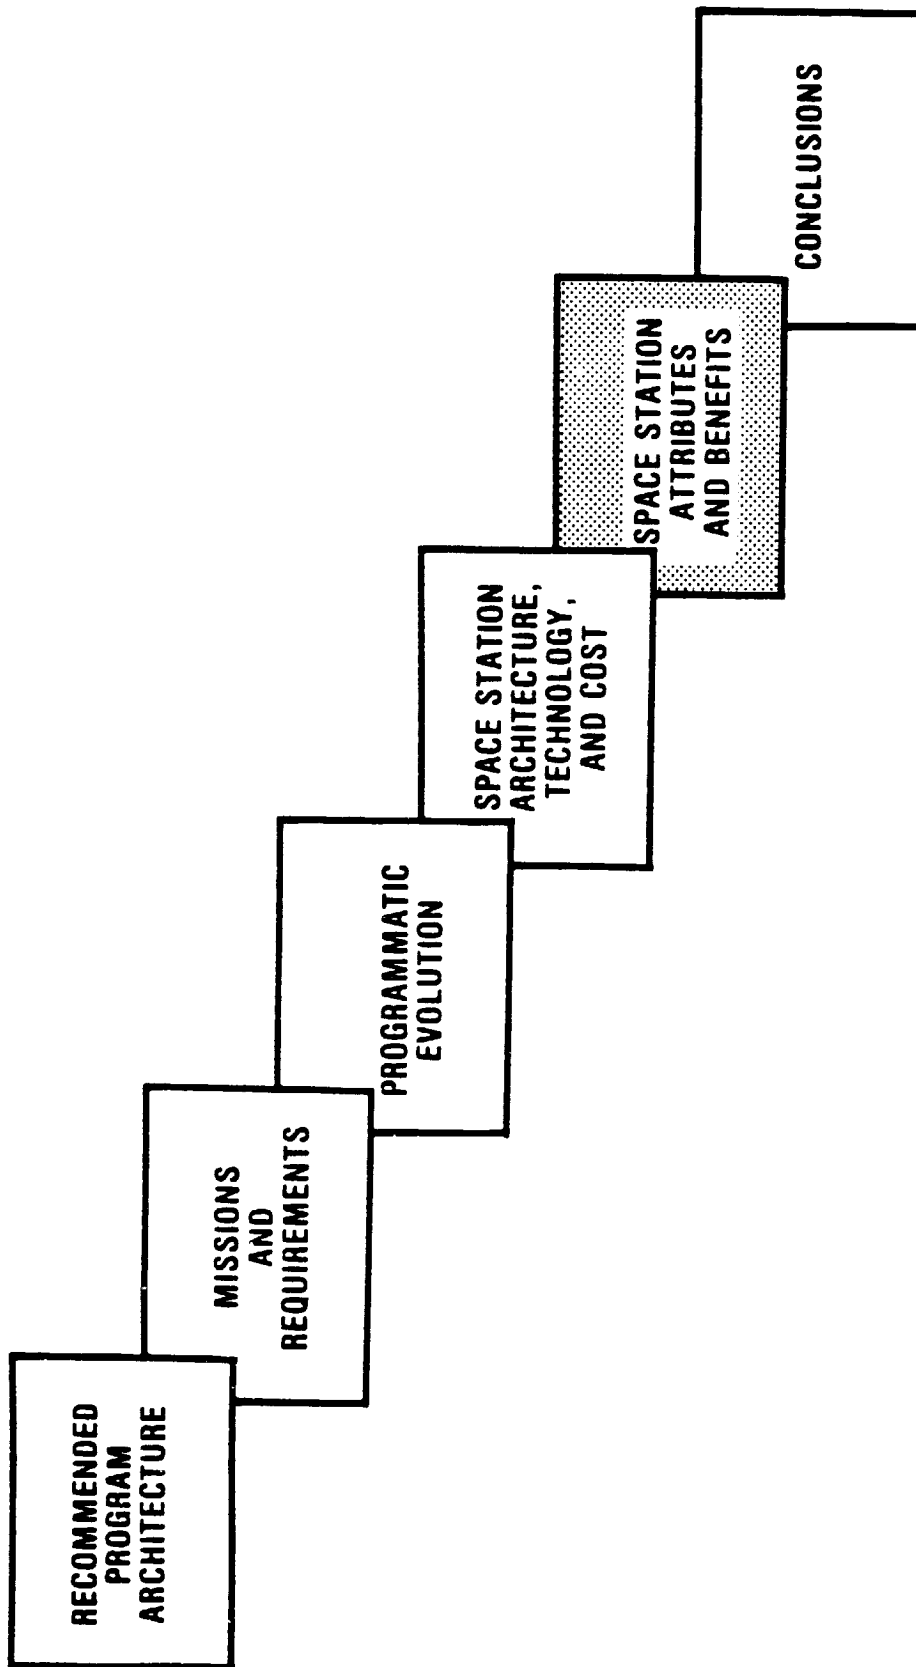 RECOMMENDED
PROGRAM
ARCHITECTURE
MISSIONS
AND
REQUIREMENTS
PROGRAMMATIC
EVOLUTION
SPACE STATION
ARCHITECTURE,
TECHNOLOGY,
AND COST
SPACE STATION
ATTRIBUTES
AND BENEFITS
CONCLUSIONS